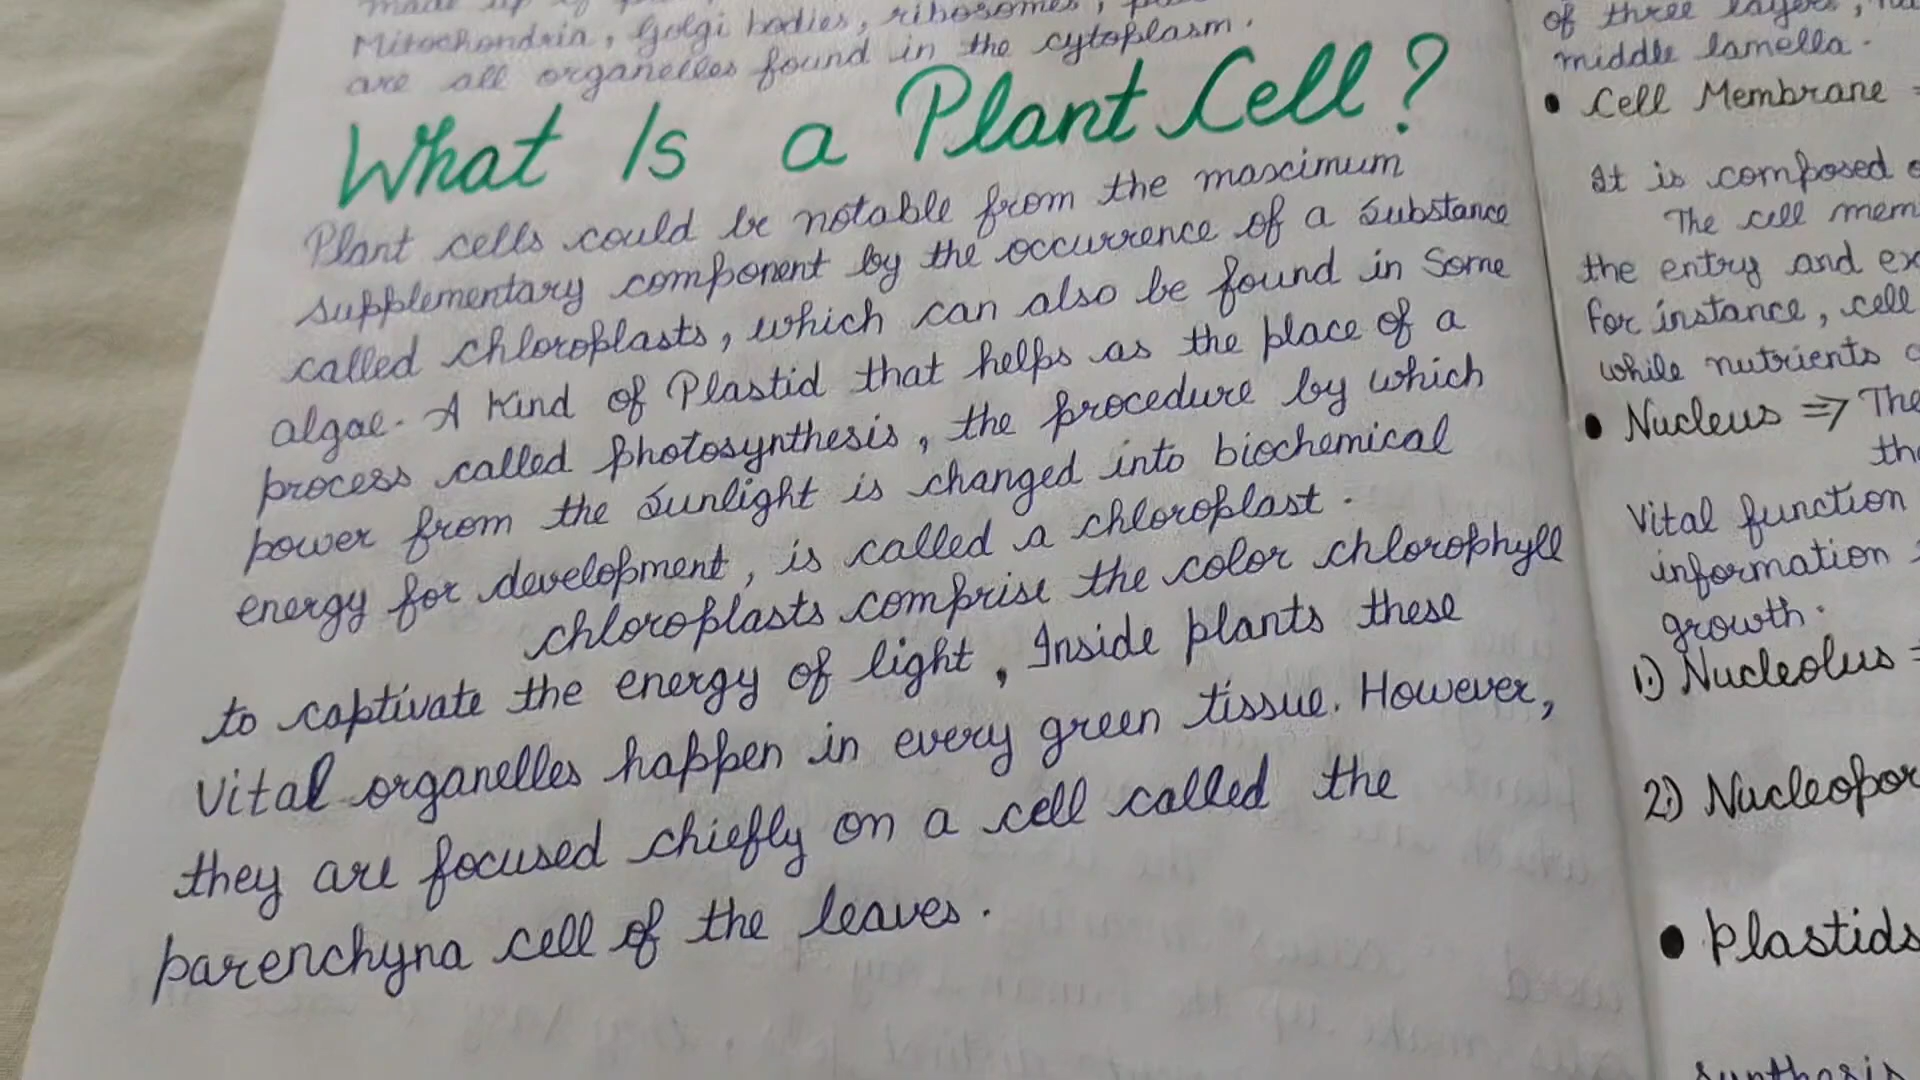 made up of
Mitochondria, Golgi bodies, ribosomes,
are all organelles found in the cytoplasm.
What Is a Plant Cell?
Plant cells could be notable from the maximum
supplementary component by the occurrence of a substance
called chloroplasts, which can also be found in Some
algae. A Kind of Plastid that helps as the place of a
process called photosynthesis, the procedure by which
power from the Sunlight is changed into biochemical
energy for development, is called a chloroplast.
chloroplasts comprise the color chlorophyll
to captivate the energy of light, Inside plants these
Vital organelles happen in every green tissue. However,
they are focused chiefly on a cell called the
parenchyna cell of the leaves.
of three layers,
middle lamella.
• Cell Membrane
It is composed
The cell mem
the entry and ex
for instance, cell
while nutrients
• Nucleus ⇒ The
Vital function
information
growth.
1) Nucleolus
2) Nucleopor
• Plastids
synthesis